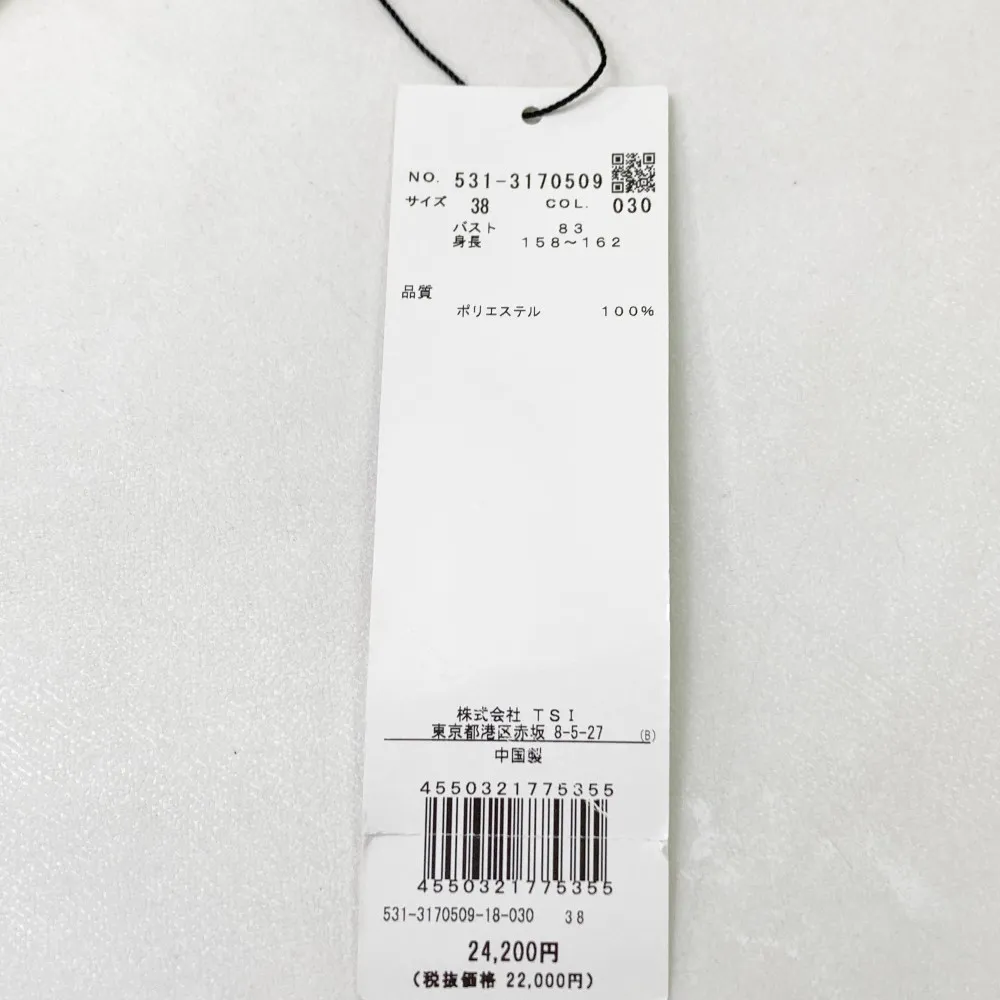 NO. 531-3170509
サイズ 38 COL. 030
バスト 83
身長 158~162
品質
ポリエステル 100%
株式会社 TSI
東京都港区赤坂 8-5-27 (B)
中国製
4550321775355
4550321775355
531-3170509-18-030 38
24,200円
(税抜価格 22,000円)